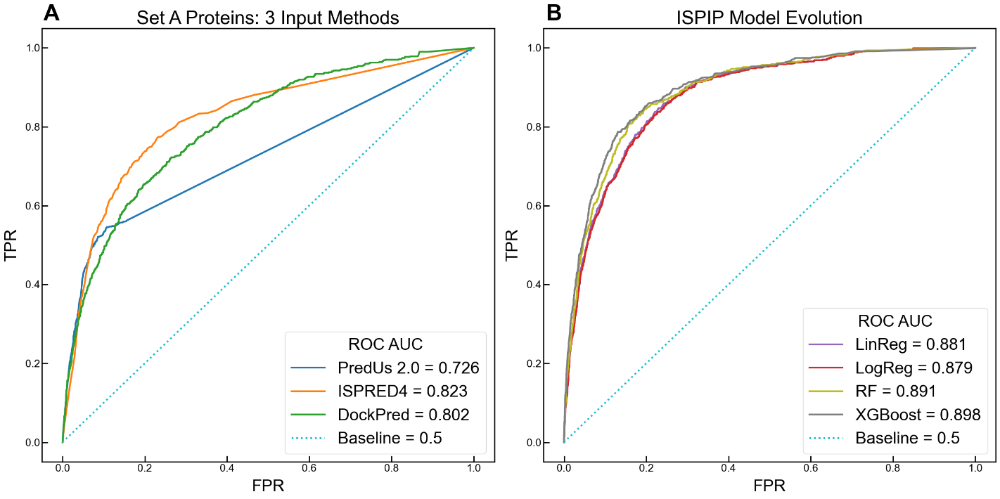 A
Set A Proteins: 3 Input Methods
1.0
0.8
0.6
0.4
0.2
0.0
TPR
0.0
0.2
0.4
0.6
0.8
1.0
FPR
ROC AUC
PredUs 2.0 = 0.726
ISPRED4 = 0.823
DockPred = 0.802
Baseline = 0.5
B
ISPIP Model Evolution
1.0
0.8
0.6
0.4
0.2
0.0
TPR
0.0
0.2
0.4
0.6
0.8
1.0
FPR
ROC AUC
LinReg = 0.881
LogReg = 0.879
RF = 0.891
XGBoost = 0.898
Baseline = 0.5